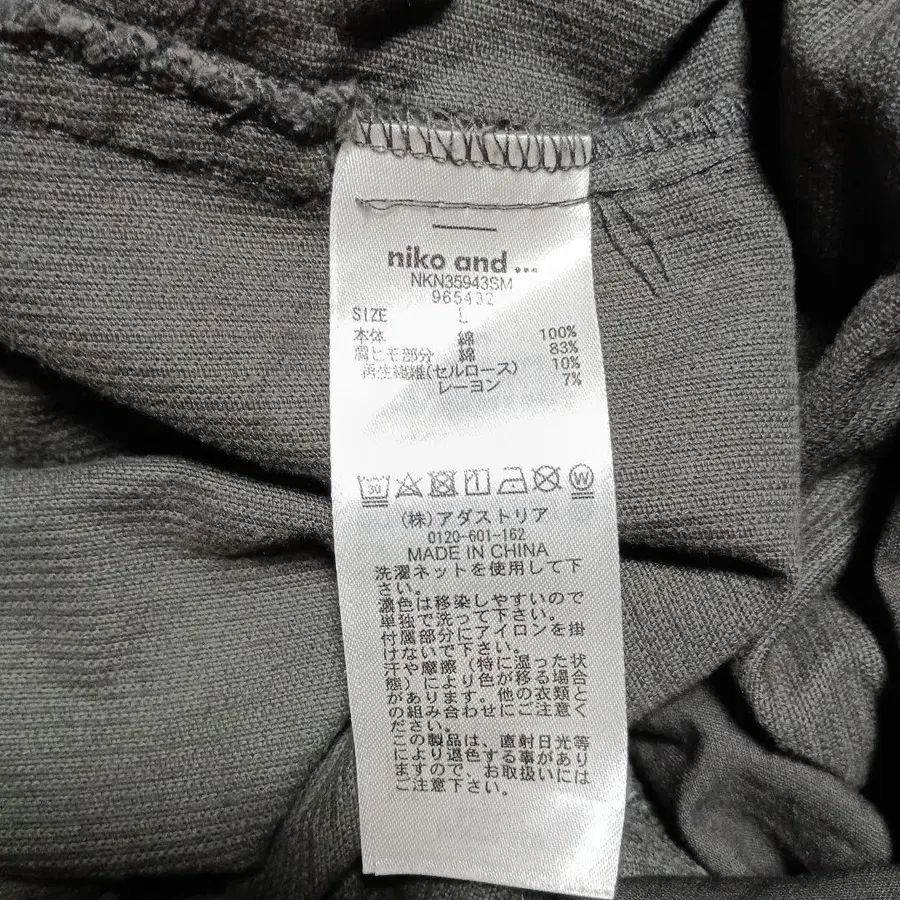 niko and ...
NKN35943SM
965432
SIZE L
本体 綿 100%
肩ヒモ部分 綿 83%
再生繊維(セルロース) 10%
レーヨン 7%
30
W
(株)アダストリア
0120-601-162
MADE IN CHINA
洗濯ネットを使用して下
さい。
濃色は移染しやすいので
単独で洗って下さい。
付属部分にアイロンを掛
けないで下さい。
汗や摩擦(特に湿った状
態)により色が移る場合
があります。他の衣類と
の組み合わせにご注意く
ださい。
この製品は、直射日光等
により退色する事があり
ますので、お取扱いには
ご注意下さい。